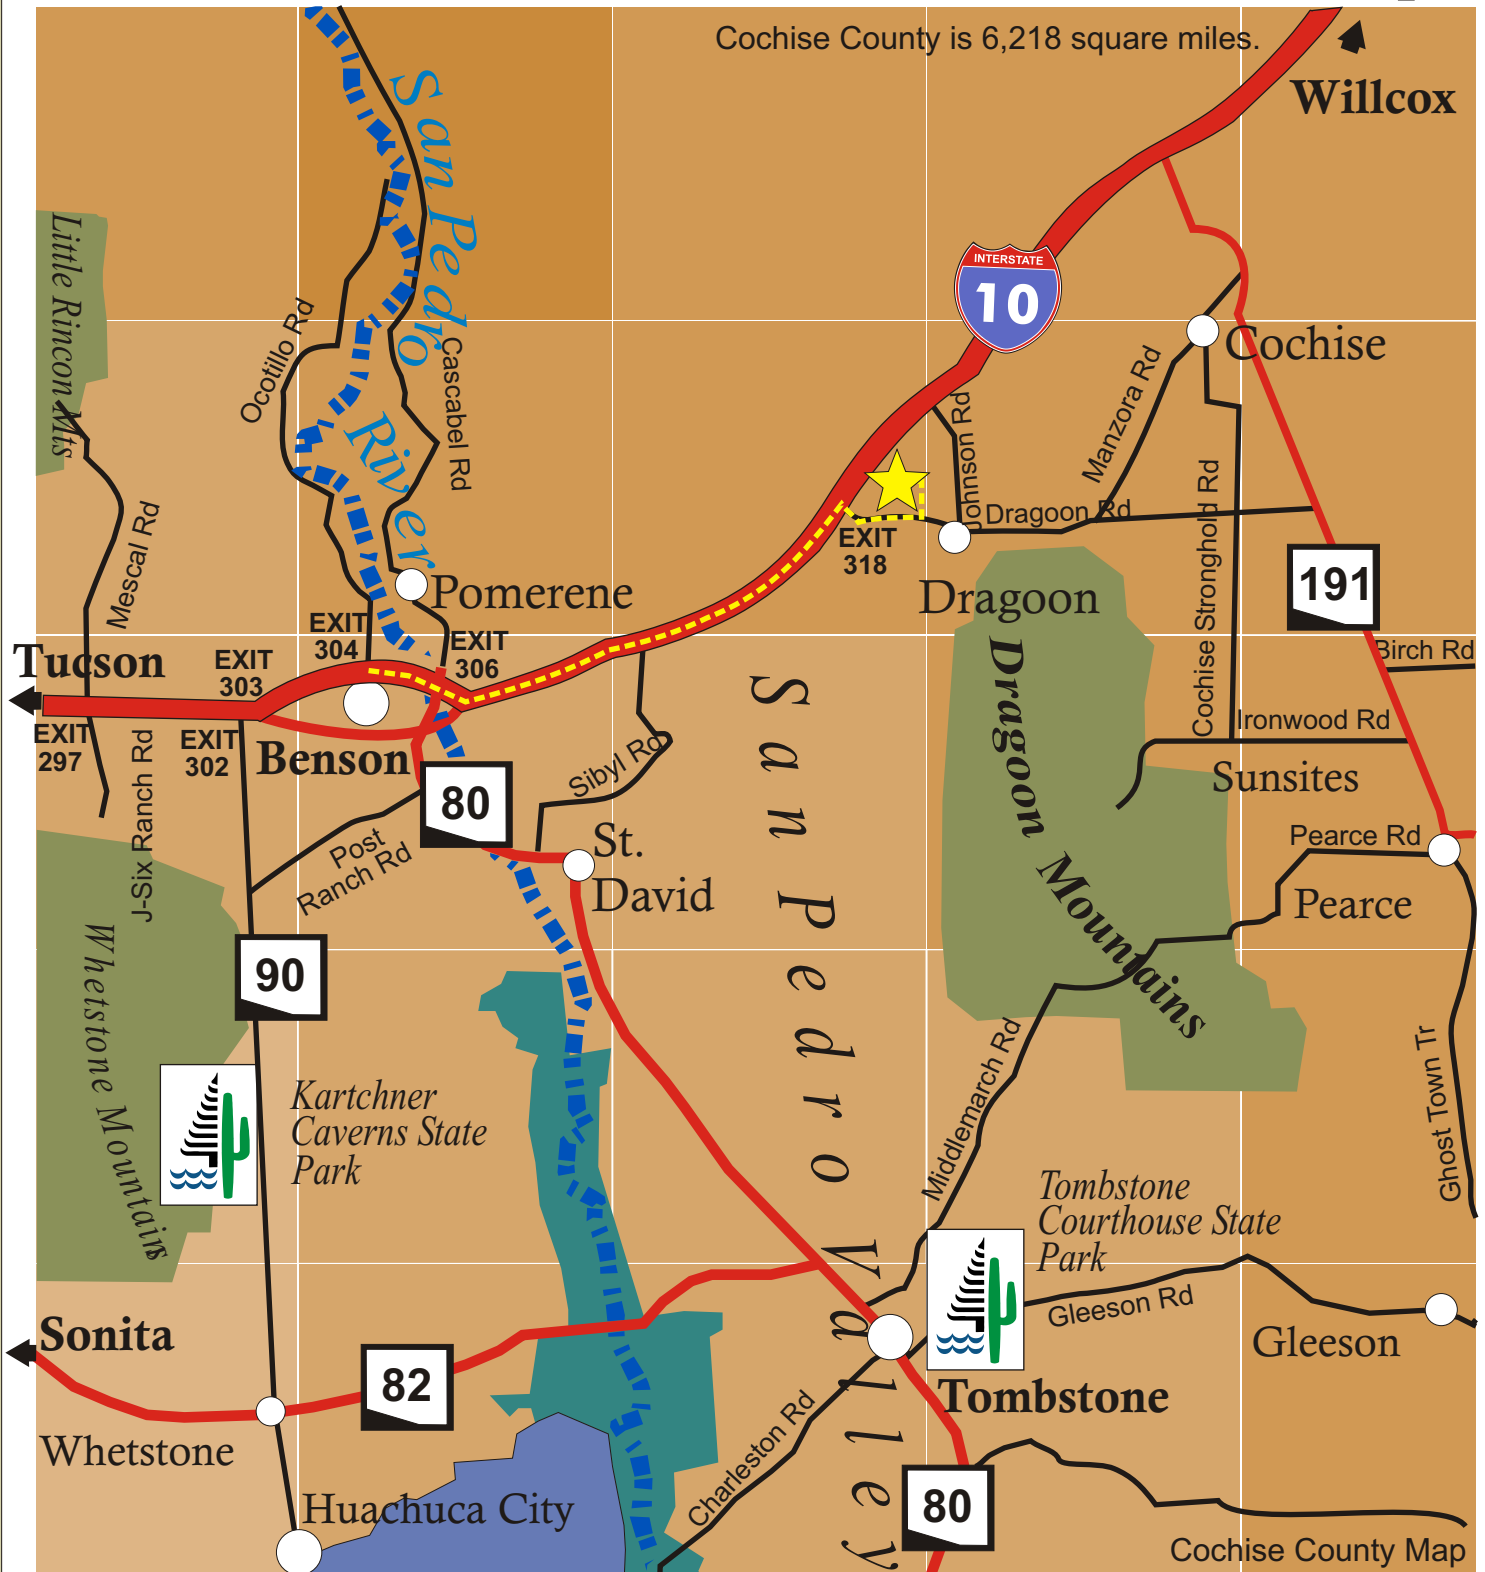 Cochise County is 6,218 square miles.
Willcox
San Pedro
River
Little Rincon Mts
INTERSTATE
10
Ocotillo Rd
Cascabel Rd
Cochise
Manzora Rd
Johnson Rd
Mescal Rd
Dragoon Rd
Cochise Stronghold Rd
EXIT
318
191
Pomerene
Dragoon
EXIT
304
EXIT
306
Tucson
EXIT
303
Birch Rd
EXIT
297
EXIT
302
Benson
Ironwood Rd
Sunsites
J-Six Ranch Rd
80
Sibyl Rd
Dragoon
Mountains
San Pedro Valley
Pearce Rd
Post
Ranch Rd
St.
David
Pearce
90
Whetstone Mountains
Ghost Town Tr
Middlemarch Rd
Kartchner
Caverns State
Park
Tombstone
Courthouse State
Park
Gleeson Rd
Sonita
Gleeson
82
Tombstone
Whetstone
Charleston Rd
Huachuca City
80
Cochise County Map